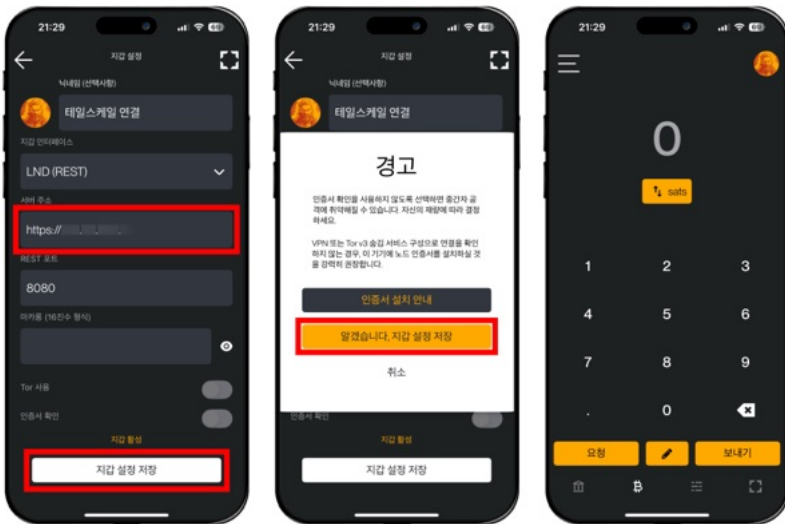 21:29
60
지갑 설정
닉네임 (선택사항)
테일스케일 연결
지갑 인터페이스
LND (REST)
서버 주소
https://
REST 포트
8080
마카롱 (16진수 형식)
Tor 사용
인증서 확인
지갑 활성
지갑 설정 저장
21:29
60
지갑 설정
닉네임 (선택사항)
테일스케일 연결
경고
인증서 확인을 사용하지 않도록 선택하면 중간자 공
격에 취약해질 수 있습니다. 자신의 재량에 따라 결정
하세요.
VPN 또는 Tor v3 숨김 서비스 구성으로 연결을 확인
하지 않는 경우, 이 기기에 노드 인증서를 설치하실 것
을 강력히 권장합니다.
인증서 설치 안내
알겠습니다, 지갑 설정 저장
취소
인증서 확인
지갑 활성
지갑 설정 저장
21:29
60
0
sats
1 2 3
4 5 6
7 8 9
. 0
요청 보내기